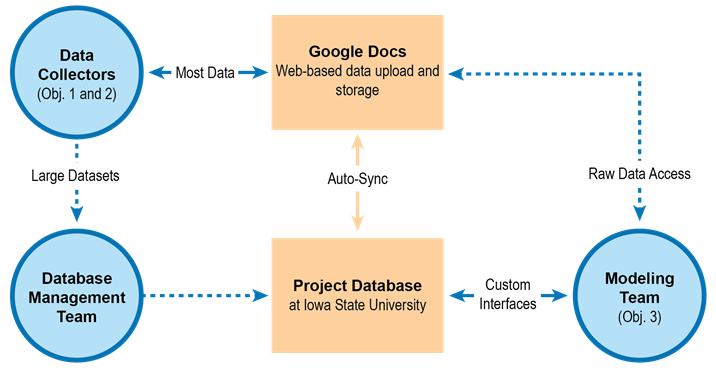 Data
Collectors
(Obj. 1 and 2)
Most Data
Google Docs
Web-based data upload and
storage
Large Datasets
Auto-Sync
Raw Data Access
Database
Management
Team
Project Database
at Iowa State University
Custom
Interfaces
Modeling
Team
(Obj. 3)